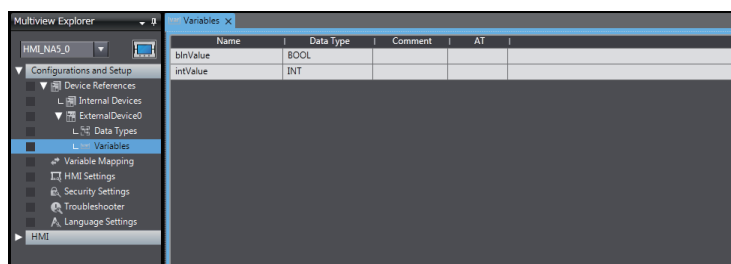 Multiview Explorer
Variables X
HMI_NA5_0
Name | Data Type | Comment | AT |
blnValue BOOL
intValue INT
Configurations and Setup
Device References
Internal Devices
ExternalDevice0
Data Types
Variables
Variable Mapping
HMI Settings
Security Settings
Troubleshooter
Language Settings
HMI